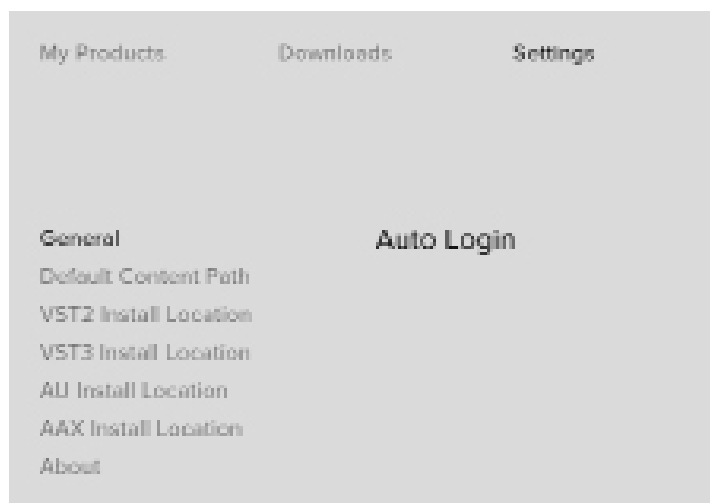 My Products Downloads Settings
General Auto Login
Default Content Path
VST2 Install Location
VST3 Install Location
AU Install Location
AAX Install Location
About